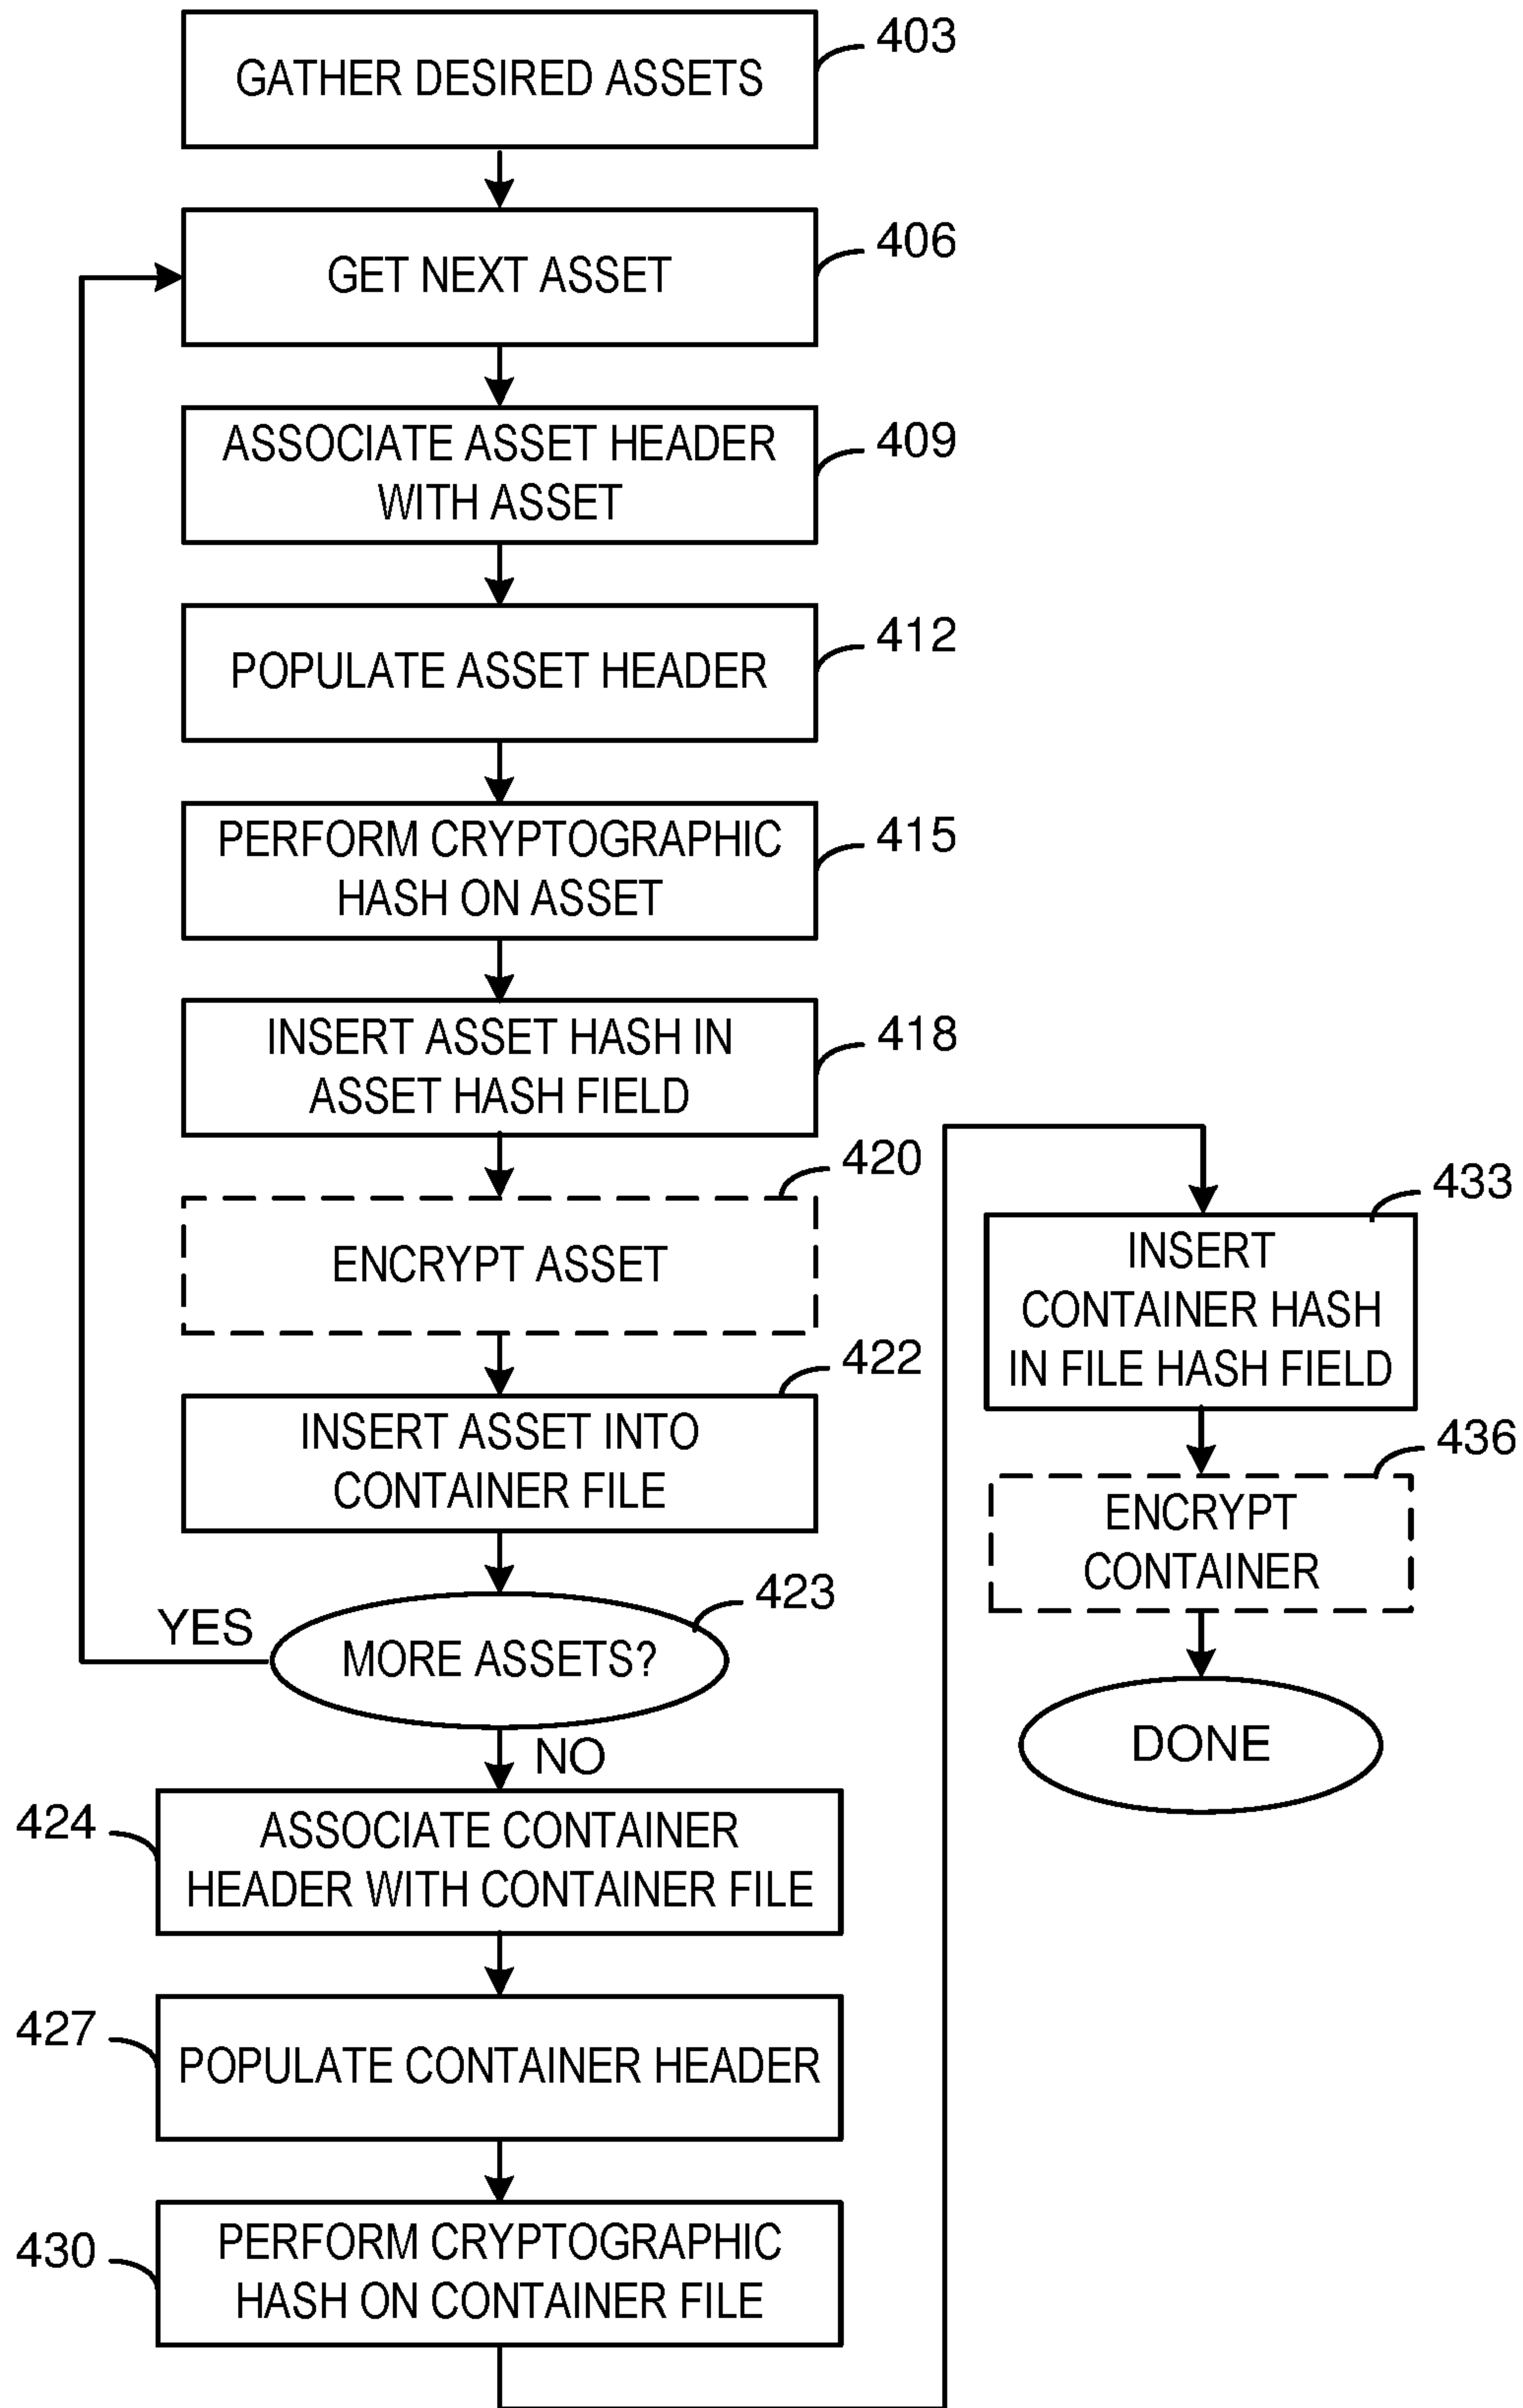 GATHER DESIRED ASSETS
403
GET NEXT ASSET
406
ASSOCIATE ASSET HEADER
WITH ASSET
409
POPULATE ASSET HEADER
412
PERFORM CRYPTOGRAPHIC
HASH ON ASSET
415
INSERT ASSET HASH IN
ASSET HASH FIELD
418
ENCRYPT ASSET
420
INSERT ASSET INTO
CONTAINER FILE
422
MORE ASSETS?
423
YES
NO
ASSOCIATE CONTAINER
HEADER WITH CONTAINER FILE
424
POPULATE CONTAINER HEADER
427
PERFORM CRYPTOGRAPHIC
HASH ON CONTAINER FILE
430
INSERT
CONTAINER HASH
IN FILE HASH FIELD
433
ENCRYPT
CONTAINER
436
DONE